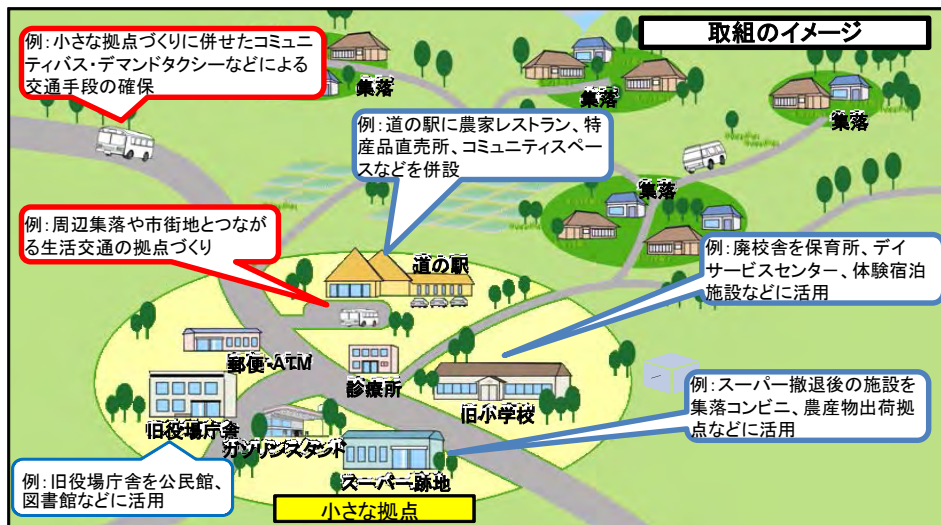 取組のイメージ
例：小さな拠点づくりに併せたコミュニ
ティバス・デマンドタクシーなどによる
交通手段の確保
集落
集落
集落
例：道の駅に農家レストラン、特
産品直売所、コミュニティスペ
ースなどを併設
集落
例：周辺集落や市街地とつなが
る生活交通の拠点づくり
道の駅
例：廃校舎を保育所、デイ
サービスセンター、体験宿泊
施設などに活用
郵便・ATM
診療所
旧小学校
例：スーパー撤退後の施設を
集落コンビニ、農産物出荷拠
点などに活用
旧役場庁舎
ガソリンスタンド
スーパー跡地
例：旧役場庁舎を公民館、
図書館などに活用
小さな拠点